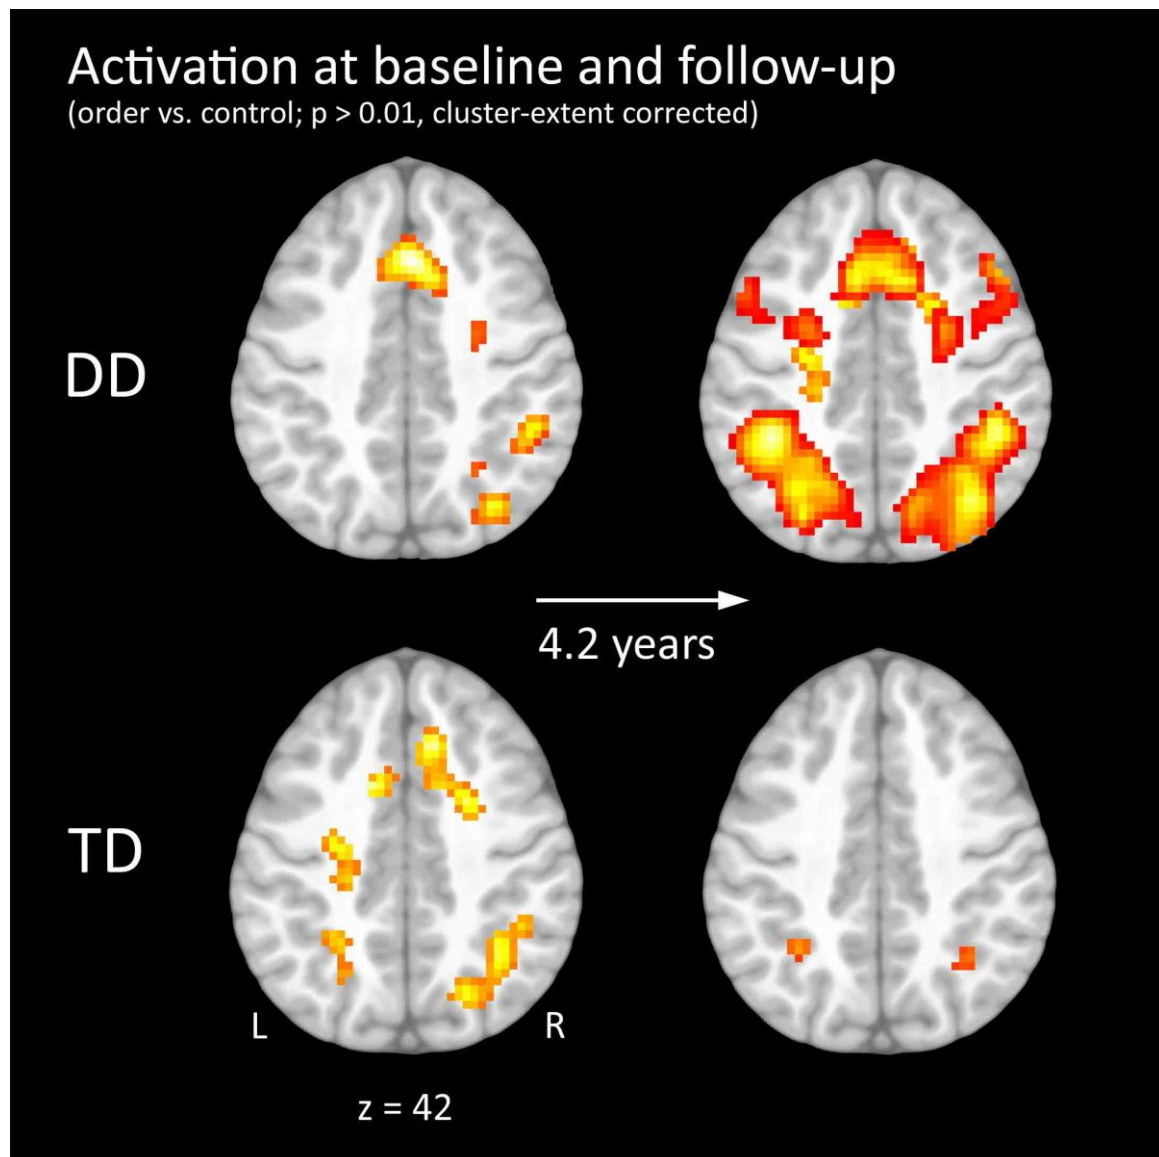 Activation at baseline and follow-up
(order vs. control; p > 0.01, cluster-extent corrected)
DD
4.2 years
TD
L
R
z = 42